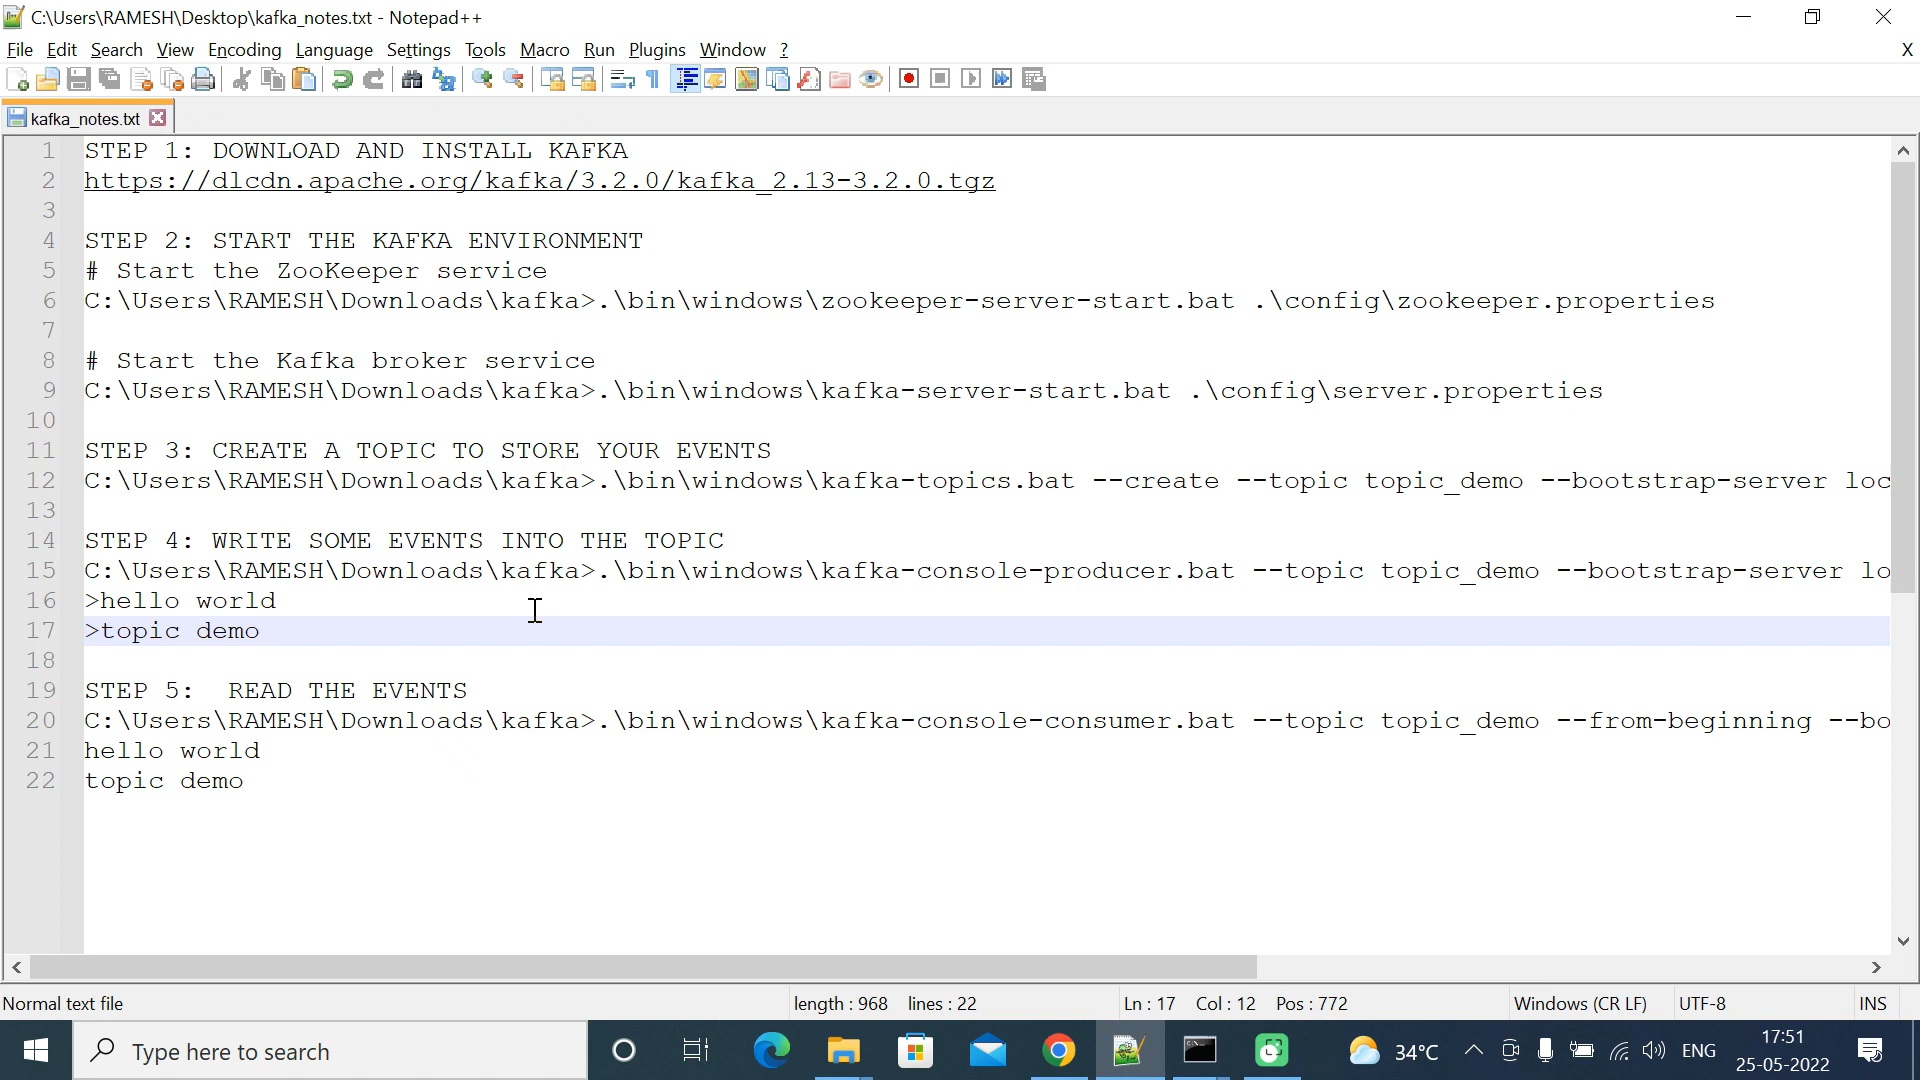 C:\Users\RAMESH\Desktop\kafka_notes.txt - Notepad++
File Edit Search View Encoding Language Settings Tools Macro Run Plugins Window ? X
kafka_notes.txt
1 STEP 1: DOWNLOAD AND INSTALL KAFKA
2 https://dlcdn.apache.org/kafka/3.2.0/kafka_2.13-3.2.0.tgz
3
4 STEP 2: START THE KAFKA ENVIRONMENT
5 # Start the ZooKeeper service
6 C:\Users\RAMESH\Downloads\kafka>.\bin\windows\zookeeper-server-start.bat .\config\zookeeper.properties
7
8 # Start the Kafka broker service
9 C:\Users\RAMESH\Downloads\kafka>.\bin\windows\kafka-server-start.bat .\config\server.properties
10
11 STEP 3: CREATE A TOPIC TO STORE YOUR EVENTS
12 C:\Users\RAMESH\Downloads\kafka>.\bin\windows\kafka-topics.bat --create --topic topic_demo --bootstrap-server loc
13
14 STEP 4: WRITE SOME EVENTS INTO THE TOPIC
15 C:\Users\RAMESH\Downloads\kafka>.\bin\windows\kafka-console-producer.bat --topic topic_demo --bootstrap-server lo
16 >hello world
17 >topic demo
18
19 STEP 5:  READ THE EVENTS
20 C:\Users\RAMESH\Downloads\kafka>.\bin\windows\kafka-console-consumer.bat --topic topic_demo --from-beginning --bo
21 hello world
22 topic demo
Normal text file length : 968 lines : 22 Ln : 17 Col : 12 Pos : 772 Windows (CR LF) UTF-8 INS
Type here to search 34°C ENG 17:51
25-05-2022